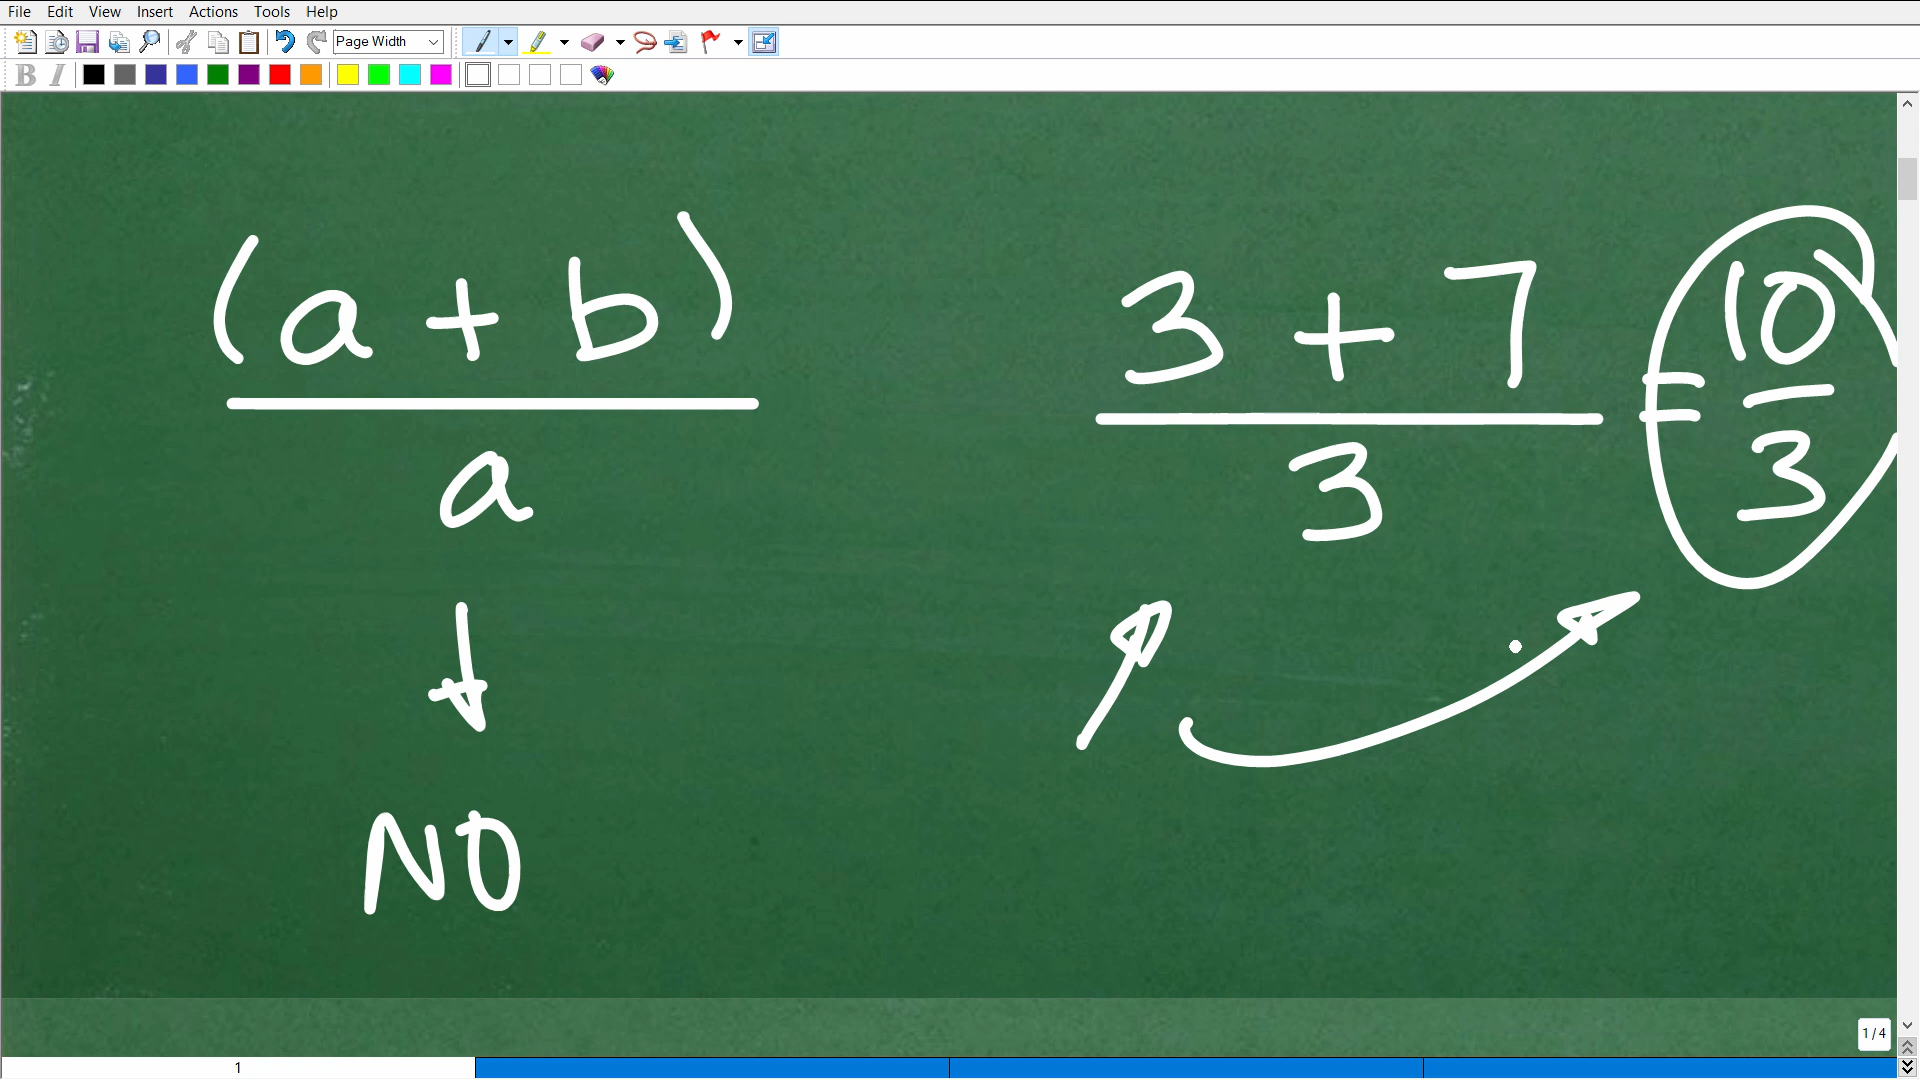 File Edit View Insert Actions Tools Help
Page Width
B I
(a + b)
a
NO
3 + 7
3
=
10
3
1 / 4
1